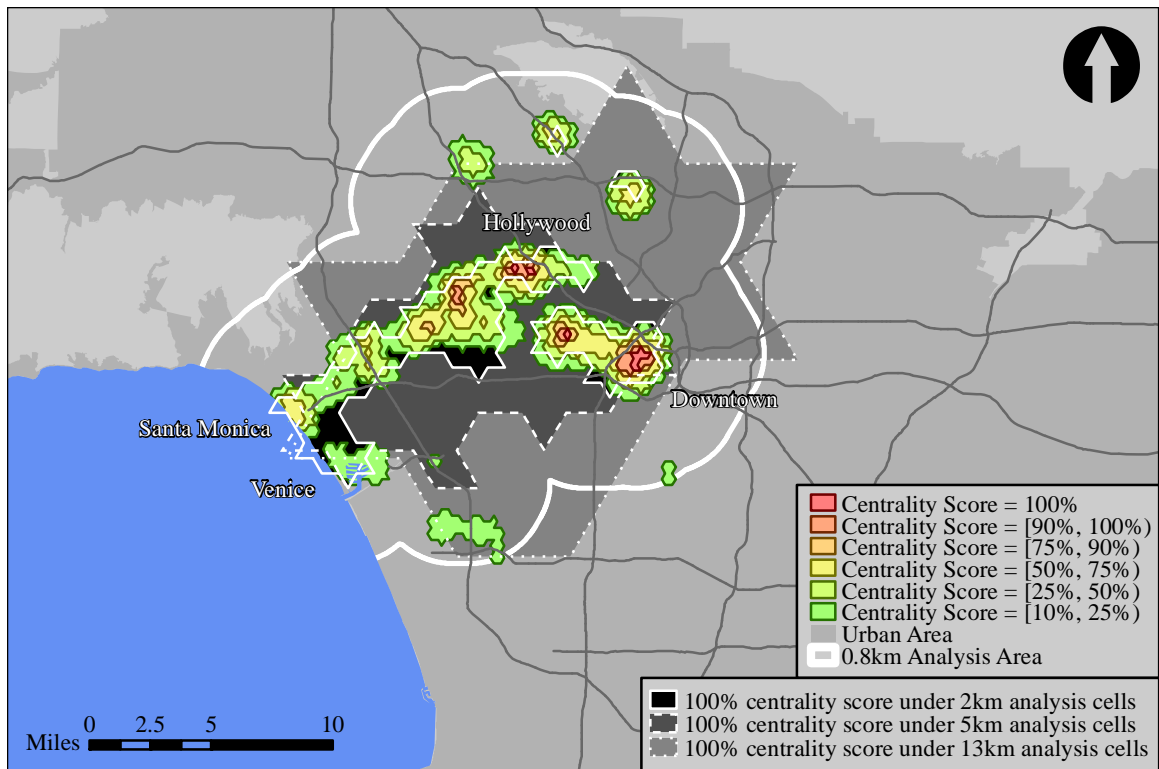 Hollywood
Downtown
Santa Monica
Venice
Centrality Score = 100%
Centrality Score = [90%, 100%)
Centrality Score = [75%, 90%)
Centrality Score = [50%, 75%)
Centrality Score = [25%, 50%)
Centrality Score = [10%, 25%)
Urban Area
0.8km Analysis Area
100% centrality score under 2km analysis cells
100% centrality score under 5km analysis cells
100% centrality score under 13km analysis cells
0 2.5 5 10
Miles